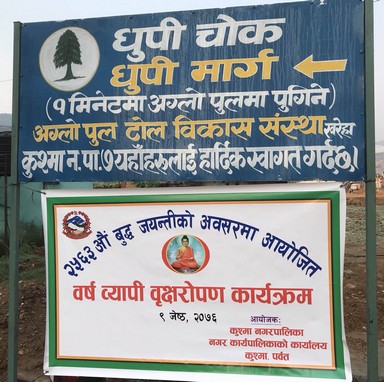 धुपी चोक
धुपी मार्ग
(१ मिनेटमा अग्लो पुलमा पुगिने)
अग्लो पुल टोल विकास संस्था खरेहा
कुश्मा न.पा.७ यहाँहरुलाई हार्दिक स्वागत गर्दछ।
२५६३ औं बुद्ध जयन्तीको अवसरमा आयोजित
वर्ष व्यापी वृक्षरोपण कार्यक्रम
९ जेष्ठ, २०७६
आयोजकः
कुश्मा नगरपालिका
नगर कार्यपालिकाको कार्यालय
कुश्मा, पर्वत